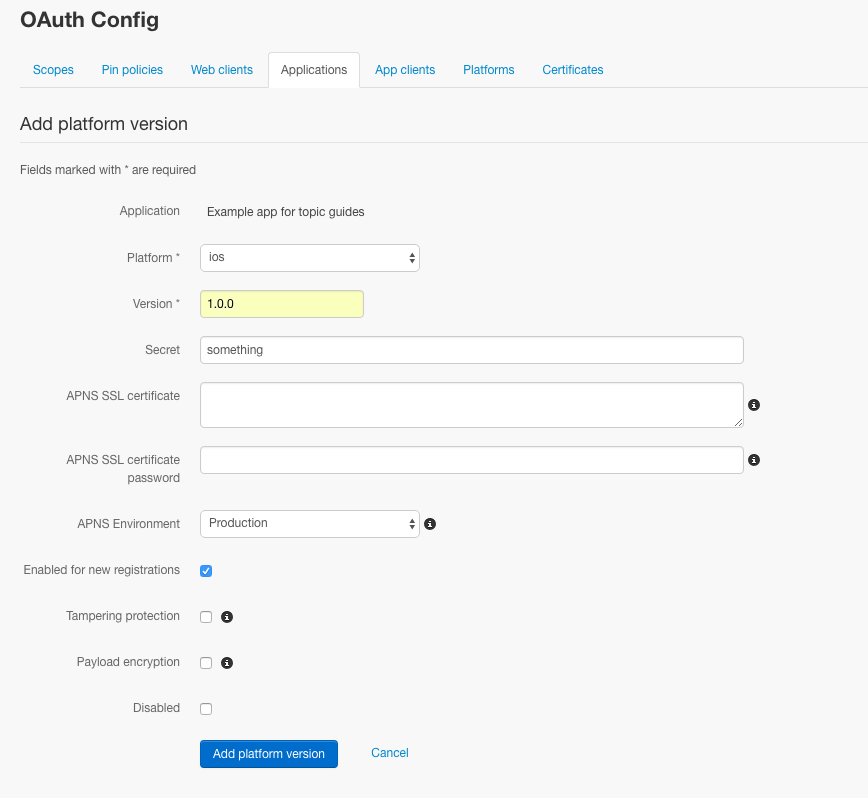 OAuth Config
Scopes Pin policies Web clients Applications App clients Platforms Certificates
Add platform version
Fields marked with * are required
Application Example app for topic guides
Platform * ios
Version * 1.0.0
Secret something
APNS SSL certificate
APNS SSL certificate
password
APNS Environment Production
Enabled for new registrations
Tampering protection
Payload encryption
Disabled
Add platform version Cancel